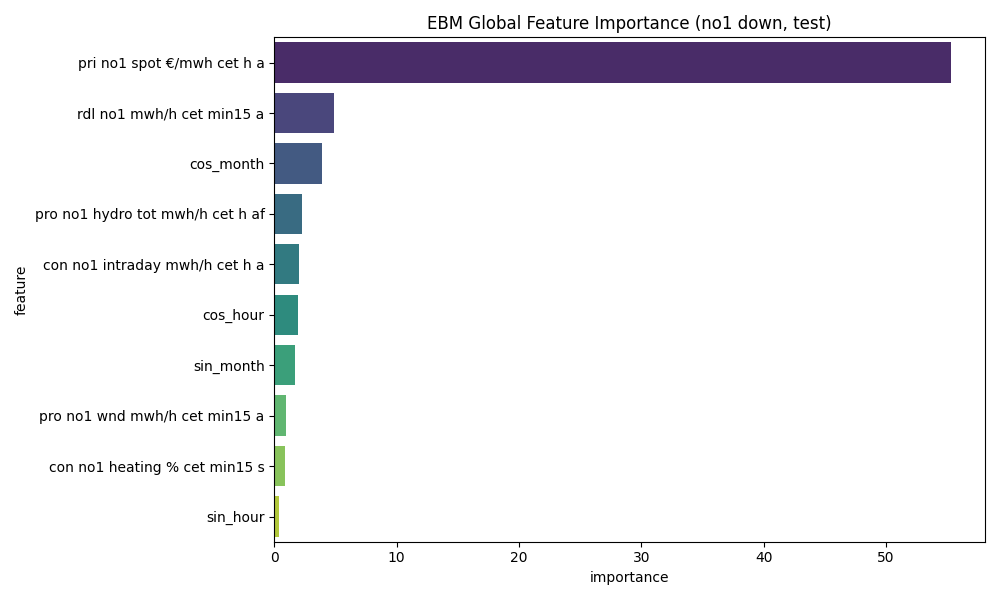 EBM Global Feature Importance (no1 down, test)
pri no1 spot €/mwh cet h a
rdl no1 mwh/h cet min15 a
cos_month
pro no1 hydro tot mwh/h cet h af
con no1 intraday mwh/h cet h a
cos_hour
sin_month
pro no1 wnd mwh/h cet min15 a
con no1 heating % cet min15 s
sin_hour
feature
0 10 20 30 40 50
importance